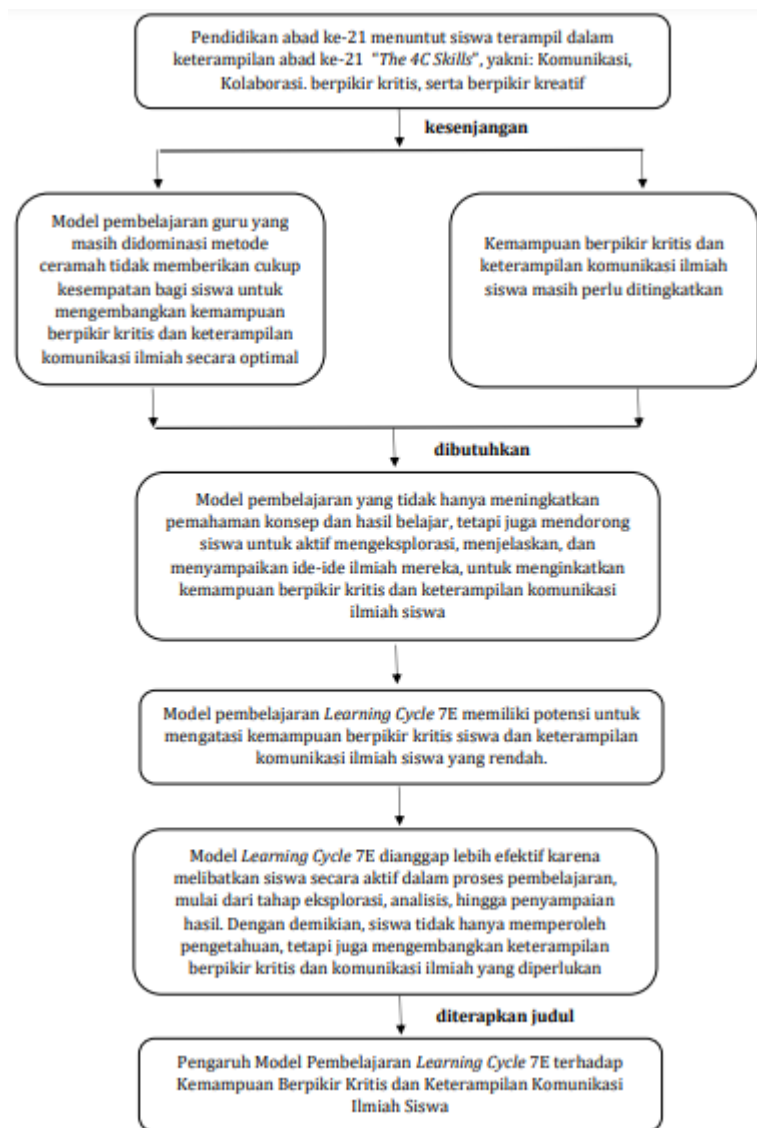 Pendidikan abad ke-21 menuntut siswa terampil dalam
keterampilan abad ke-21 "The 4C Skills", yakni: Komunikasi,
Kolaborasi. berpikir kritis, serta berpikir kreatif
kesenjangan
Model pembelajaran guru yang
masih didominasi metode
ceramah tidak memberikan cukup
kesempatan bagi siswa untuk
mengembangkan kemampuan
berpikir kritis dan keterampilan
komunikasi ilmiah secara optimal
Kemampuan berpikir kritis dan
keterampilan komunikasi ilmiah
siswa masih perlu ditingkatkan
dibutuhkan
Model pembelajaran yang tidak hanya meningkatkan
pemahaman konsep dan hasil belajar, tetapi juga mendorong
siswa untuk aktif mengeksplorasi, menjelaskan, dan
menyampaikan ide-ide ilmiah mereka, untuk menginkatkan
kemampuan berpikir kritis dan keterampilan komunikasi
ilmiah siswa
Model pembelajaran Learning Cycle 7E memiliki potensi untuk
mengatasi kemampuan berpikir kritis siswa dan keterampilan
komunikasi ilmiah siswa yang rendah.
Model Learning Cycle 7E dianggap lebih efektif karena
melibatkan siswa secara aktif dalam proses pembelajaran,
mulai dari tahap eksplorasi, analisis, hingga penyampaian
hasil. Dengan demikian, siswa tidak hanya memperoleh
pengetahuan, tetapi juga mengembangkan keterampilan
berpikir kritis dan komunikasi ilmiah yang diperlukan
diterapkan judul
Pengaruh Model Pembelajaran Learning Cycle 7E terhadap
Kemampuan Berpikir Kritis dan Keterampilan Komunikasi
Ilmiah Siswa